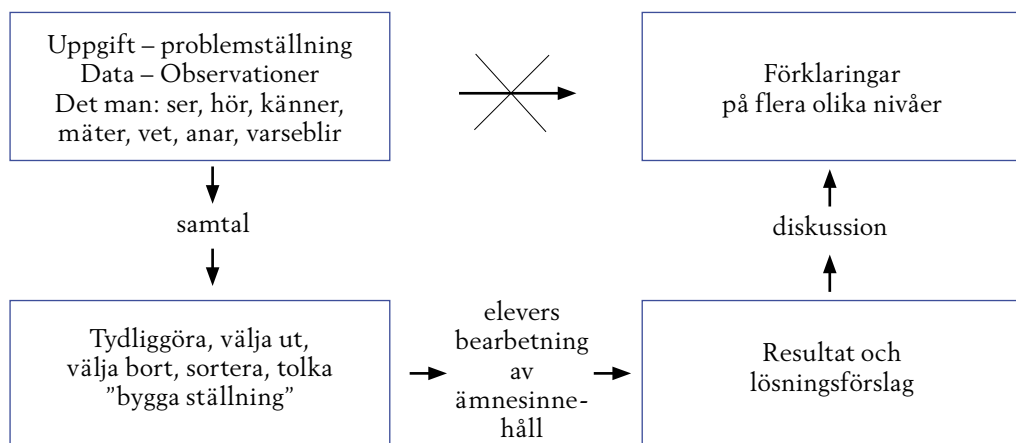 Uppgift – problemställning
Data – Observationer
Det man: ser, hör, känner,
mäter, vet, anar, varseblir
Förklaringar
på flera olika nivåer
samtal
diskussion
Tydliggöra, välja ut,
välja bort, sortera, tolka
”bygga ställning”
elevers
bearbetning
av
ämnesinne-
håll
Resultat och
lösningsförslag